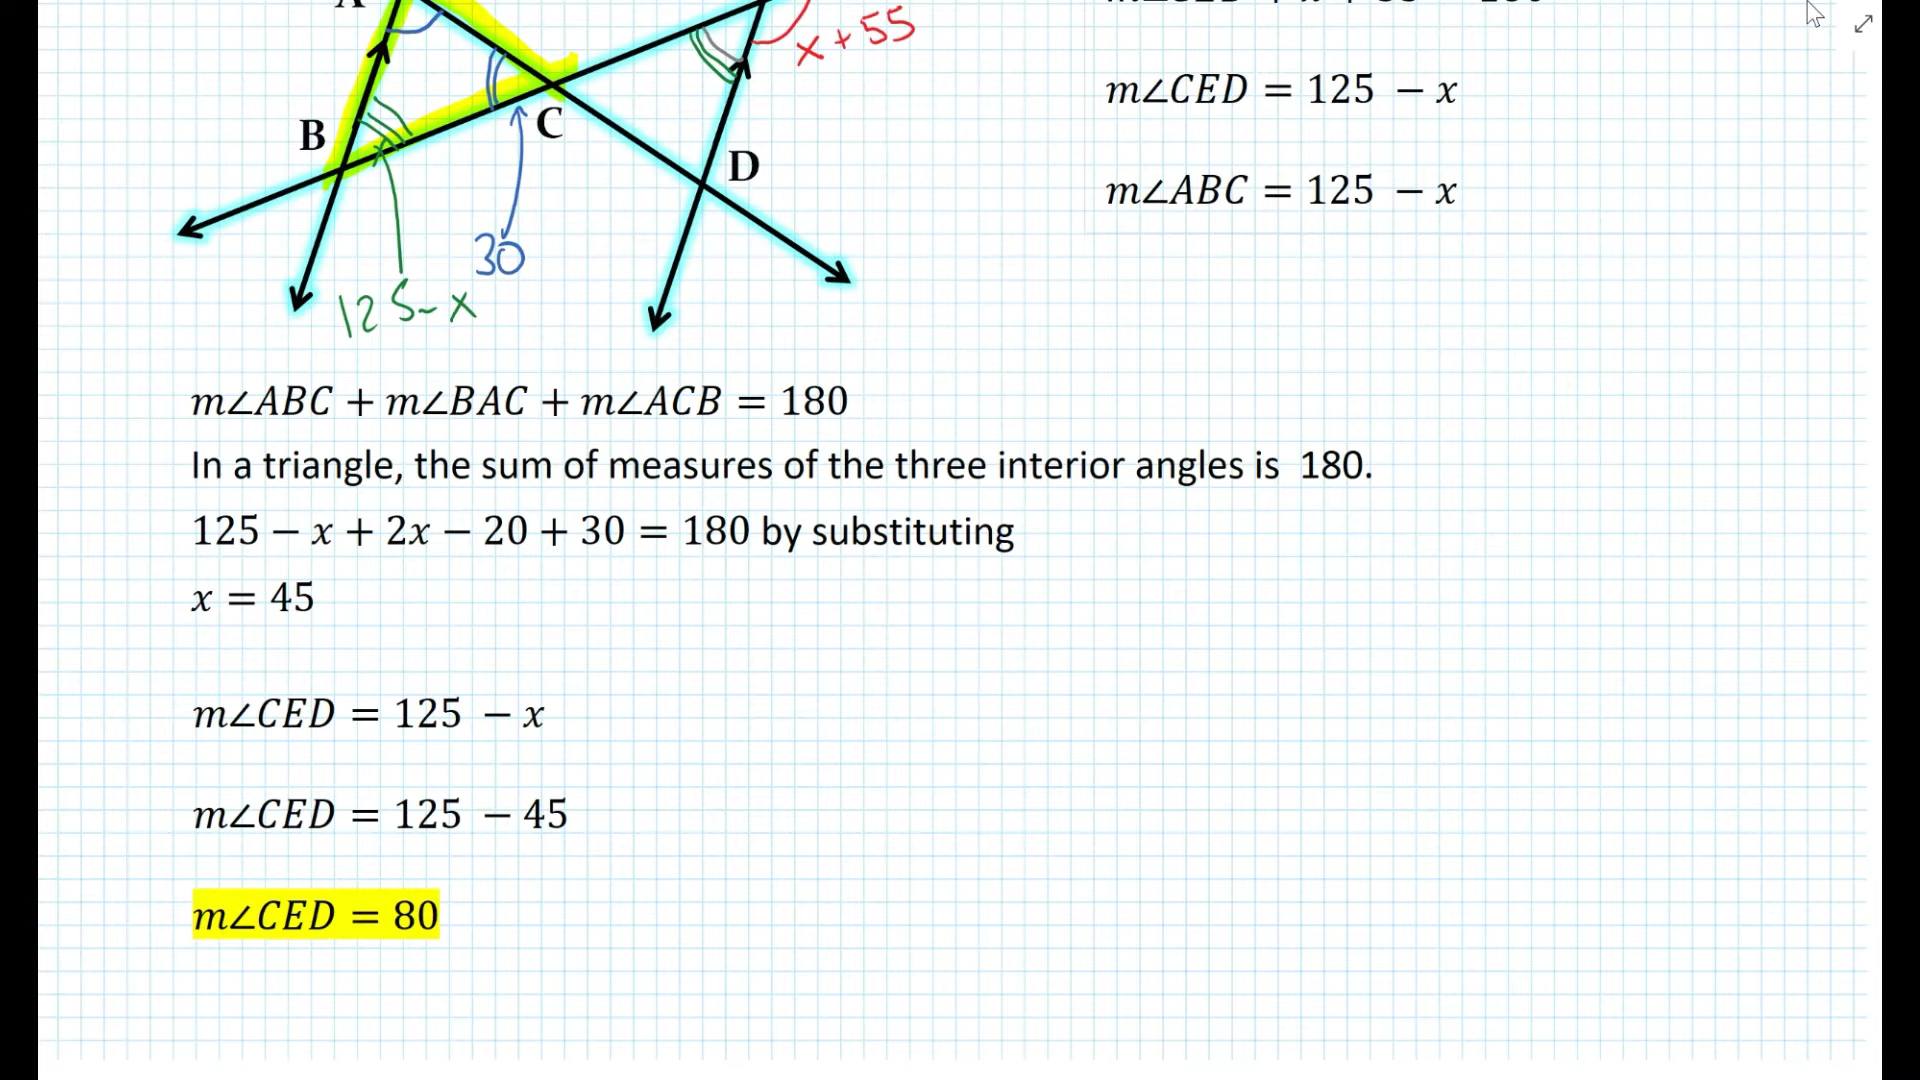 x+55
m∠CED = 125 − x
B
C
D
m∠ABC = 125 − x
30
125-x
m∠ABC + m∠BAC + m∠ACB = 180
In a triangle, the sum of measures of the three interior angles is 180.
125 − x + 2x − 20 + 30 = 180 by substituting
x = 45
m∠CED = 125 − x
m∠CED = 125 − 45
m∠CED = 80